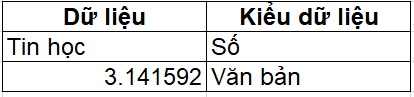 Dữ liệu Kiểu dữ liệu
Tin học Số
3.141592 Văn bản